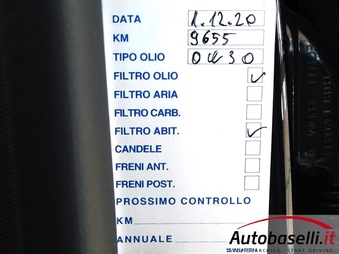 DATA 1.12.20
KM 9655
TIPO OLIO 0W30
FILTRO OLIO
FILTRO ARIA
FILTRO CARB.
FILTRO ABIT.
CANDELE
FRENI ANT.
FRENI POST.
PROSSIMO CONTROLLO
KM
ANNUALE
Autobaselli.it